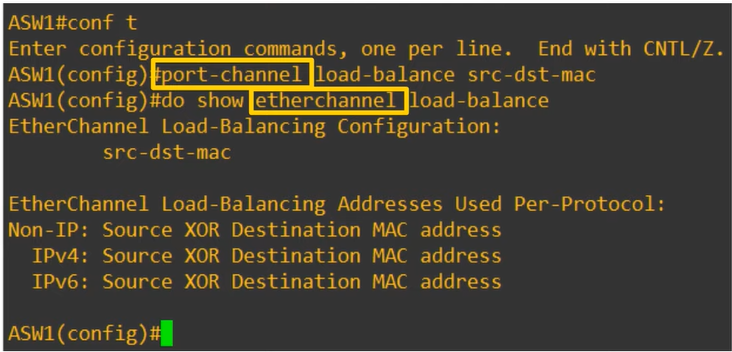 ASW1#conf t
Enter configuration commands, one per line.  End with CNTL/Z.
ASW1(config)#port-channel load-balance src-dst-mac
ASW1(config)#do show etherchannel load-balance
EtherChannel Load-Balancing Configuration:
        src-dst-mac
EtherChannel Load-Balancing Addresses Used Per-Protocol:
Non-IP: Source XOR Destination MAC address
  IPv4: Source XOR Destination MAC address
  IPv6: Source XOR Destination MAC address
ASW1(config)#